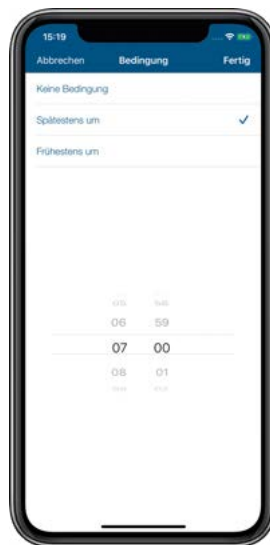 15:19
Abbrechen Bedingung Fertig
Keine Bedingung
Spätestens um
Frühestens um
06 59
07 00
08 01